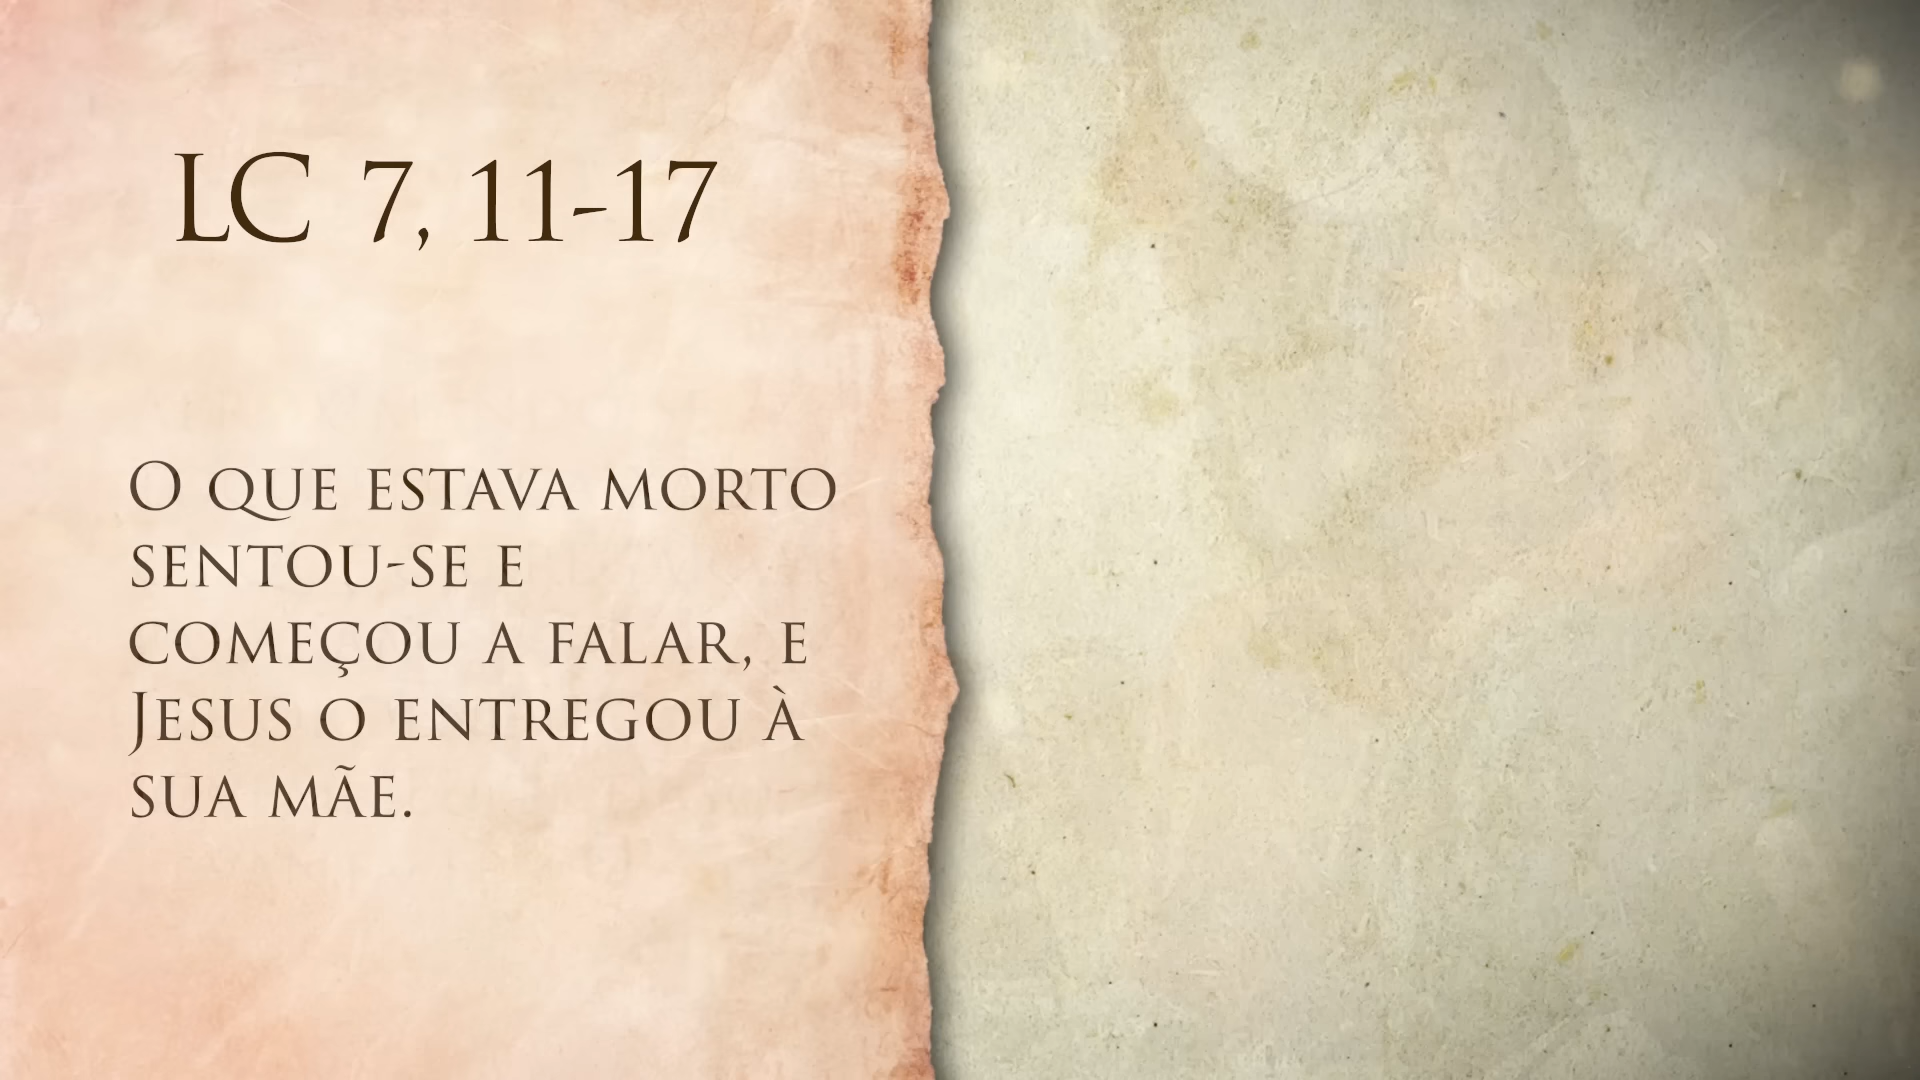 LC 7, 11-17
O QUE ESTAVA MORTO
SENTOU-SE E
COMEÇOU A FALAR, E
JESUS O ENTREGOU À
SUA MÃE.